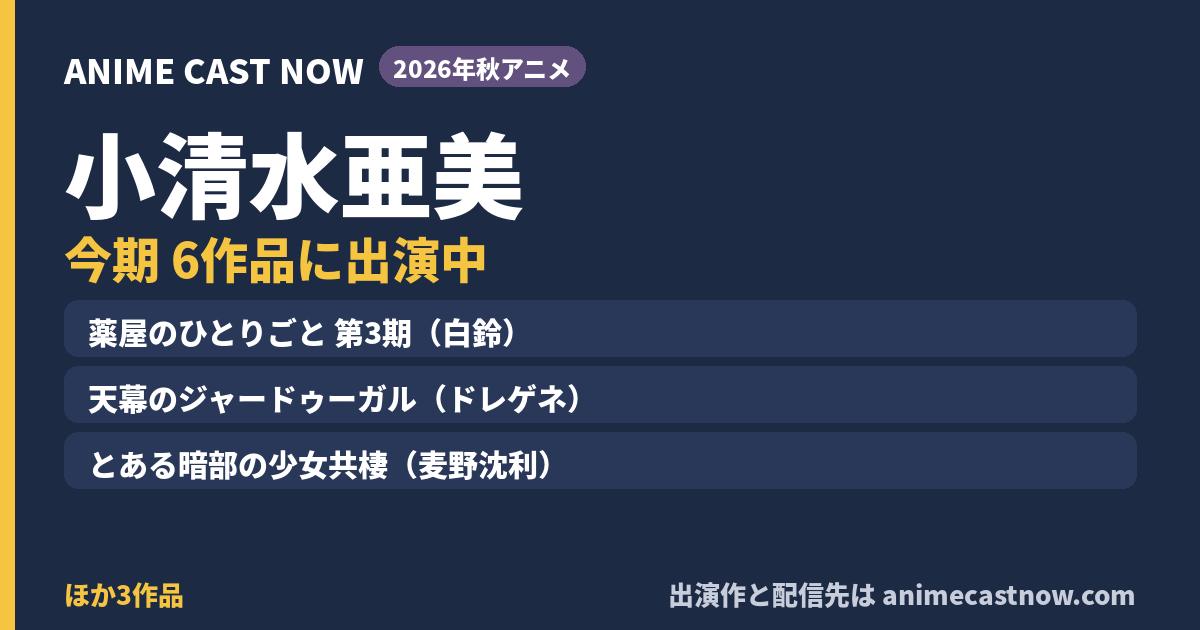 ANIME CAST NOW 2026年秋アニメ
小清水亜美
今期 6作品に出演中
薬屋のひとりごと 第3期（白鈴）
天幕のジャードゥーガル（ドレゲネ）
とある暗部の少女共棲（麦野沈利）
ほか3作品
出演作と配信先は animecastnow.com